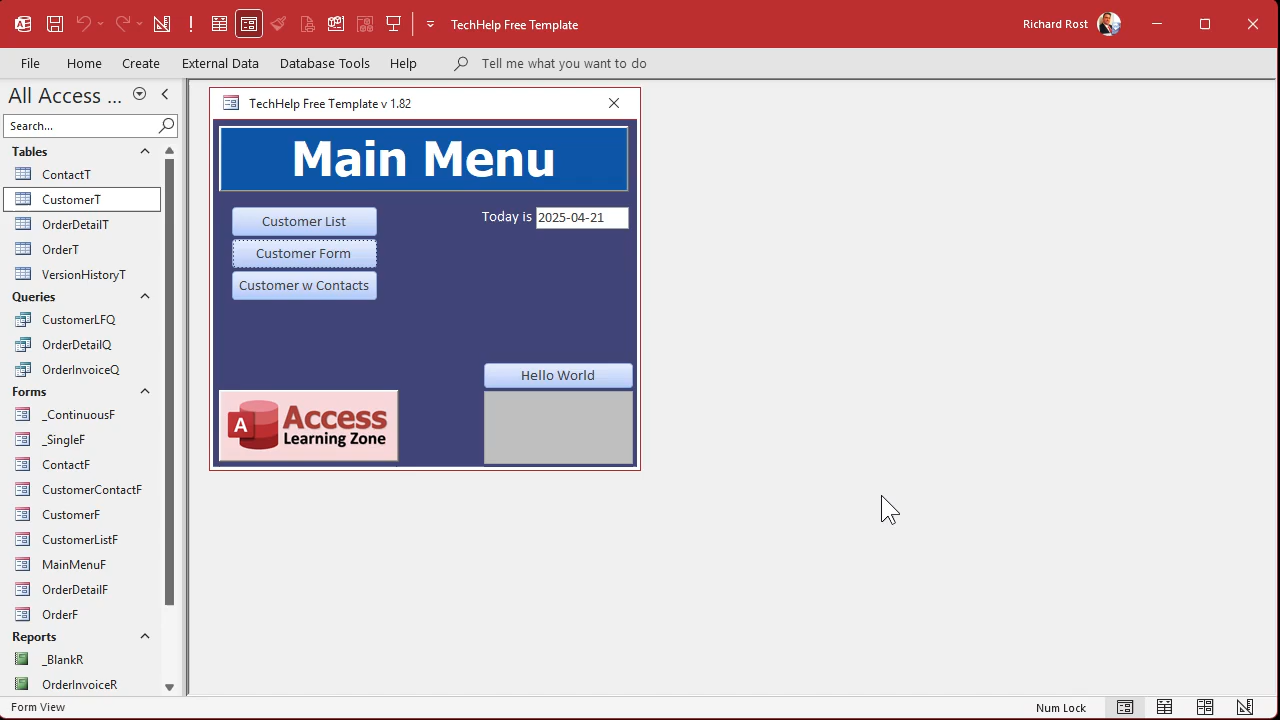 TechHelp Free Template
Richard Rost
File
Home
Create
External Data
Database Tools
Help
Tell me what you want to do
All Access ...
Search...
Tables
ContactT
CustomerT
OrderDetailT
OrderT
VersionHistoryT
Queries
CustomerLFQ
OrderDetailQ
OrderInvoiceQ
Forms
_ContinuousF
_SingleF
ContactF
CustomerContactF
CustomerF
CustomerListF
MainMenuF
OrderDetailF
OrderF
Reports
_BlankR
OrderInvoiceR
TechHelp Free Template v 1.82
Main Menu
Customer List
Customer Form
Customer w Contacts
Today is 2025-04-21
Hello World
A Access
Learning Zone
Form View
Num Lock